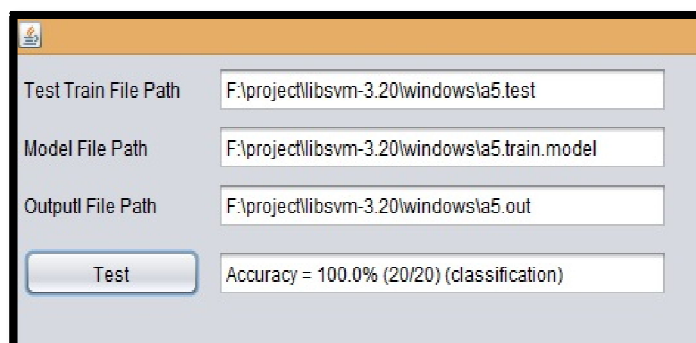 Test Train File Path F:\project\libsvm-3.20\windows\a5.test
Model File Path F:\project\libsvm-3.20\windows\a5.train.model
Outputl File Path F:\project\libsvm-3.20\windows\a5.out
Test Accuracy = 100.0% (20/20) (classification)